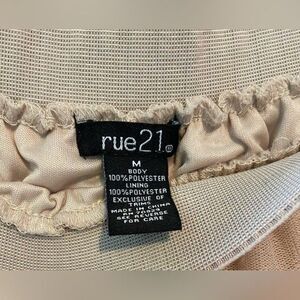 rue21®
M
BODY
100%POLYESTER
LINING
100%POLYESTER
EXCLUSIVE OF
TRIMS
MADE IN CHINA
SEE REVERSE
FOR CARE